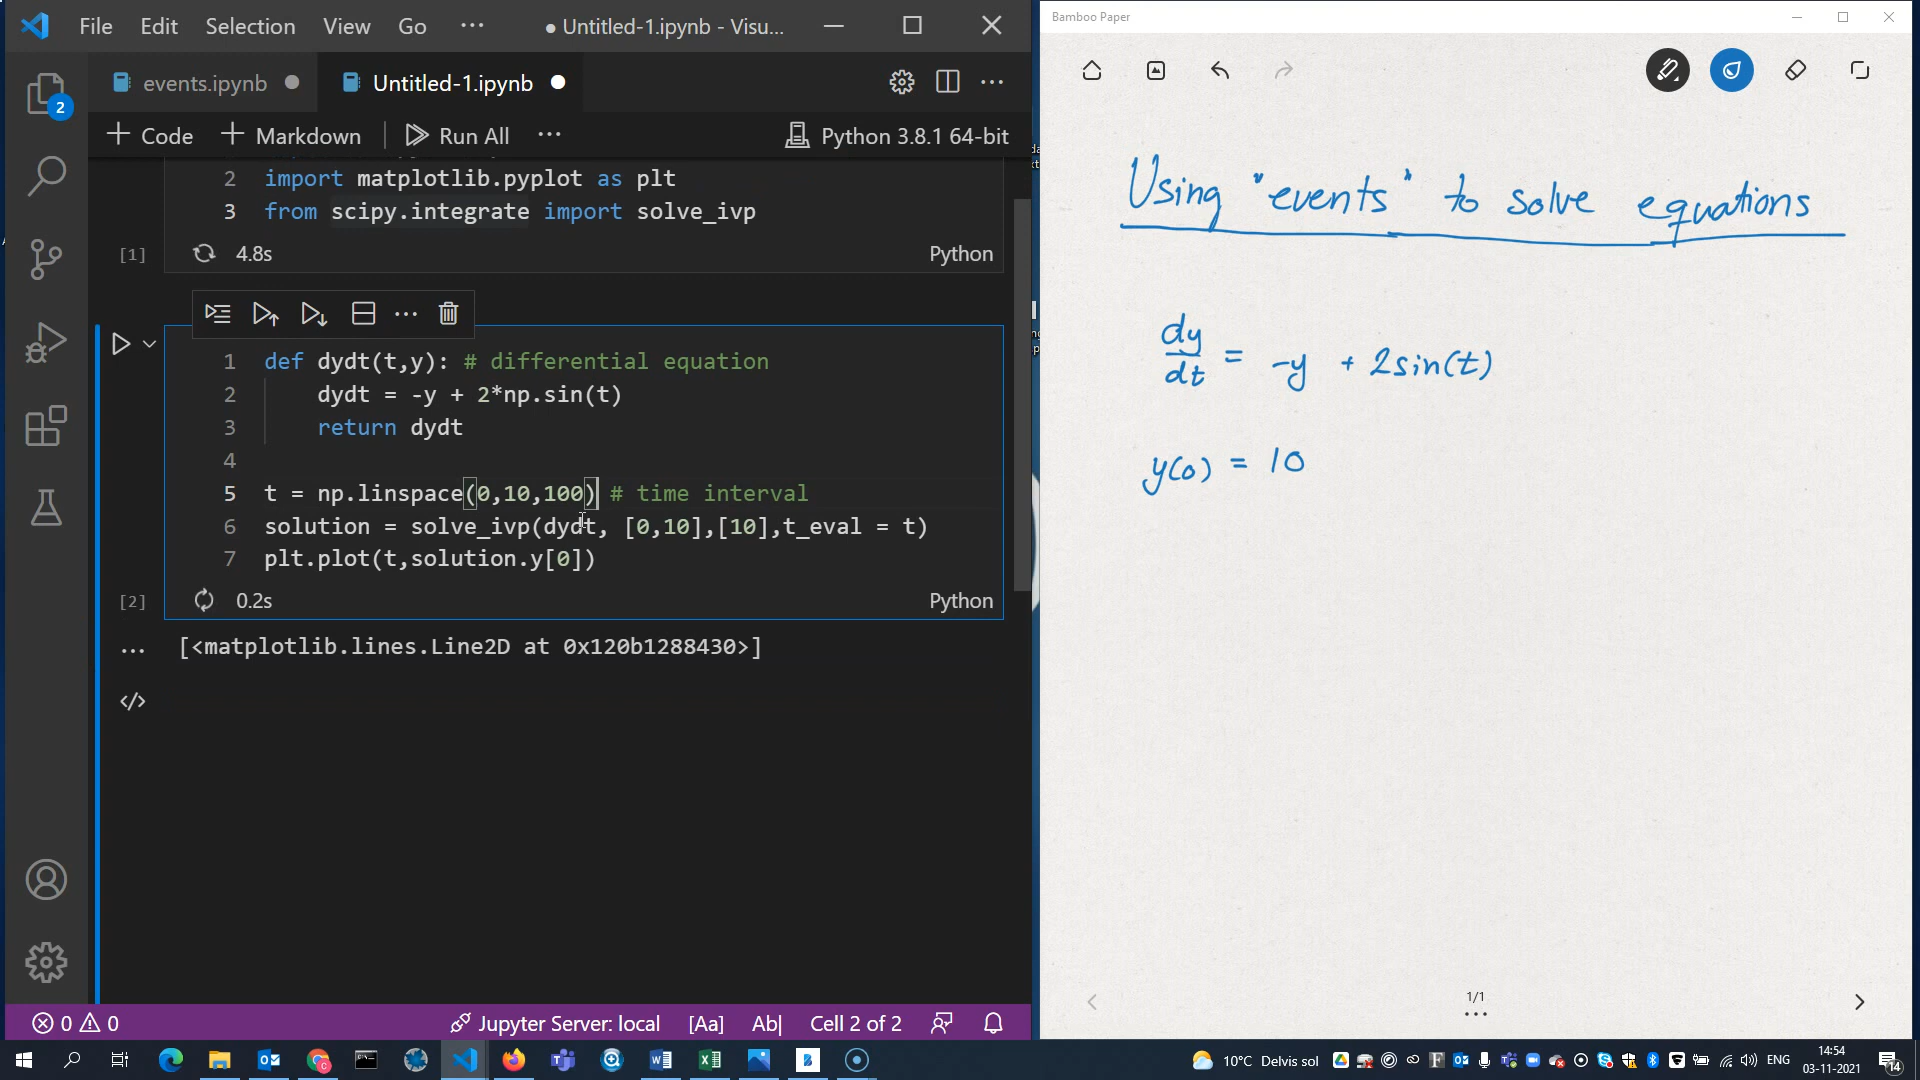 File Edit Selection View Go ··· ● Untitled-1.ipynb - Visu...
events.ipynb ● Untitled-1.ipynb ●
+ Code + Markdown Run All ··· Python 3.8.1 64-bit
2 import matplotlib.pyplot as plt
3 from scipy.integrate import solve_ivp
[1] 4.8s Python
1 def dydt(t,y): # differential equation
2 dydt = -y + 2*np.sin(t)
3 return dydt
4
5 t = np.linspace(0,10,100) # time interval
6 solution = solve_ivp(dydt, [0,10],[10],t_eval = t)
7 plt.plot(t,solution.y[0])
[2] 0.2s Python
[<matplotlib.lines.Line2D at 0x120b1288430>]
2
0 0 Jupyter Server: local [Aa] Ab| Cell 2 of 2
Bamboo Paper
Using "events" to solve equations
dy/dt = -y + 2sin(t)
y(0) = 10
1/1
10°C Delvis sol ENG 14:54
03-11-2021 14